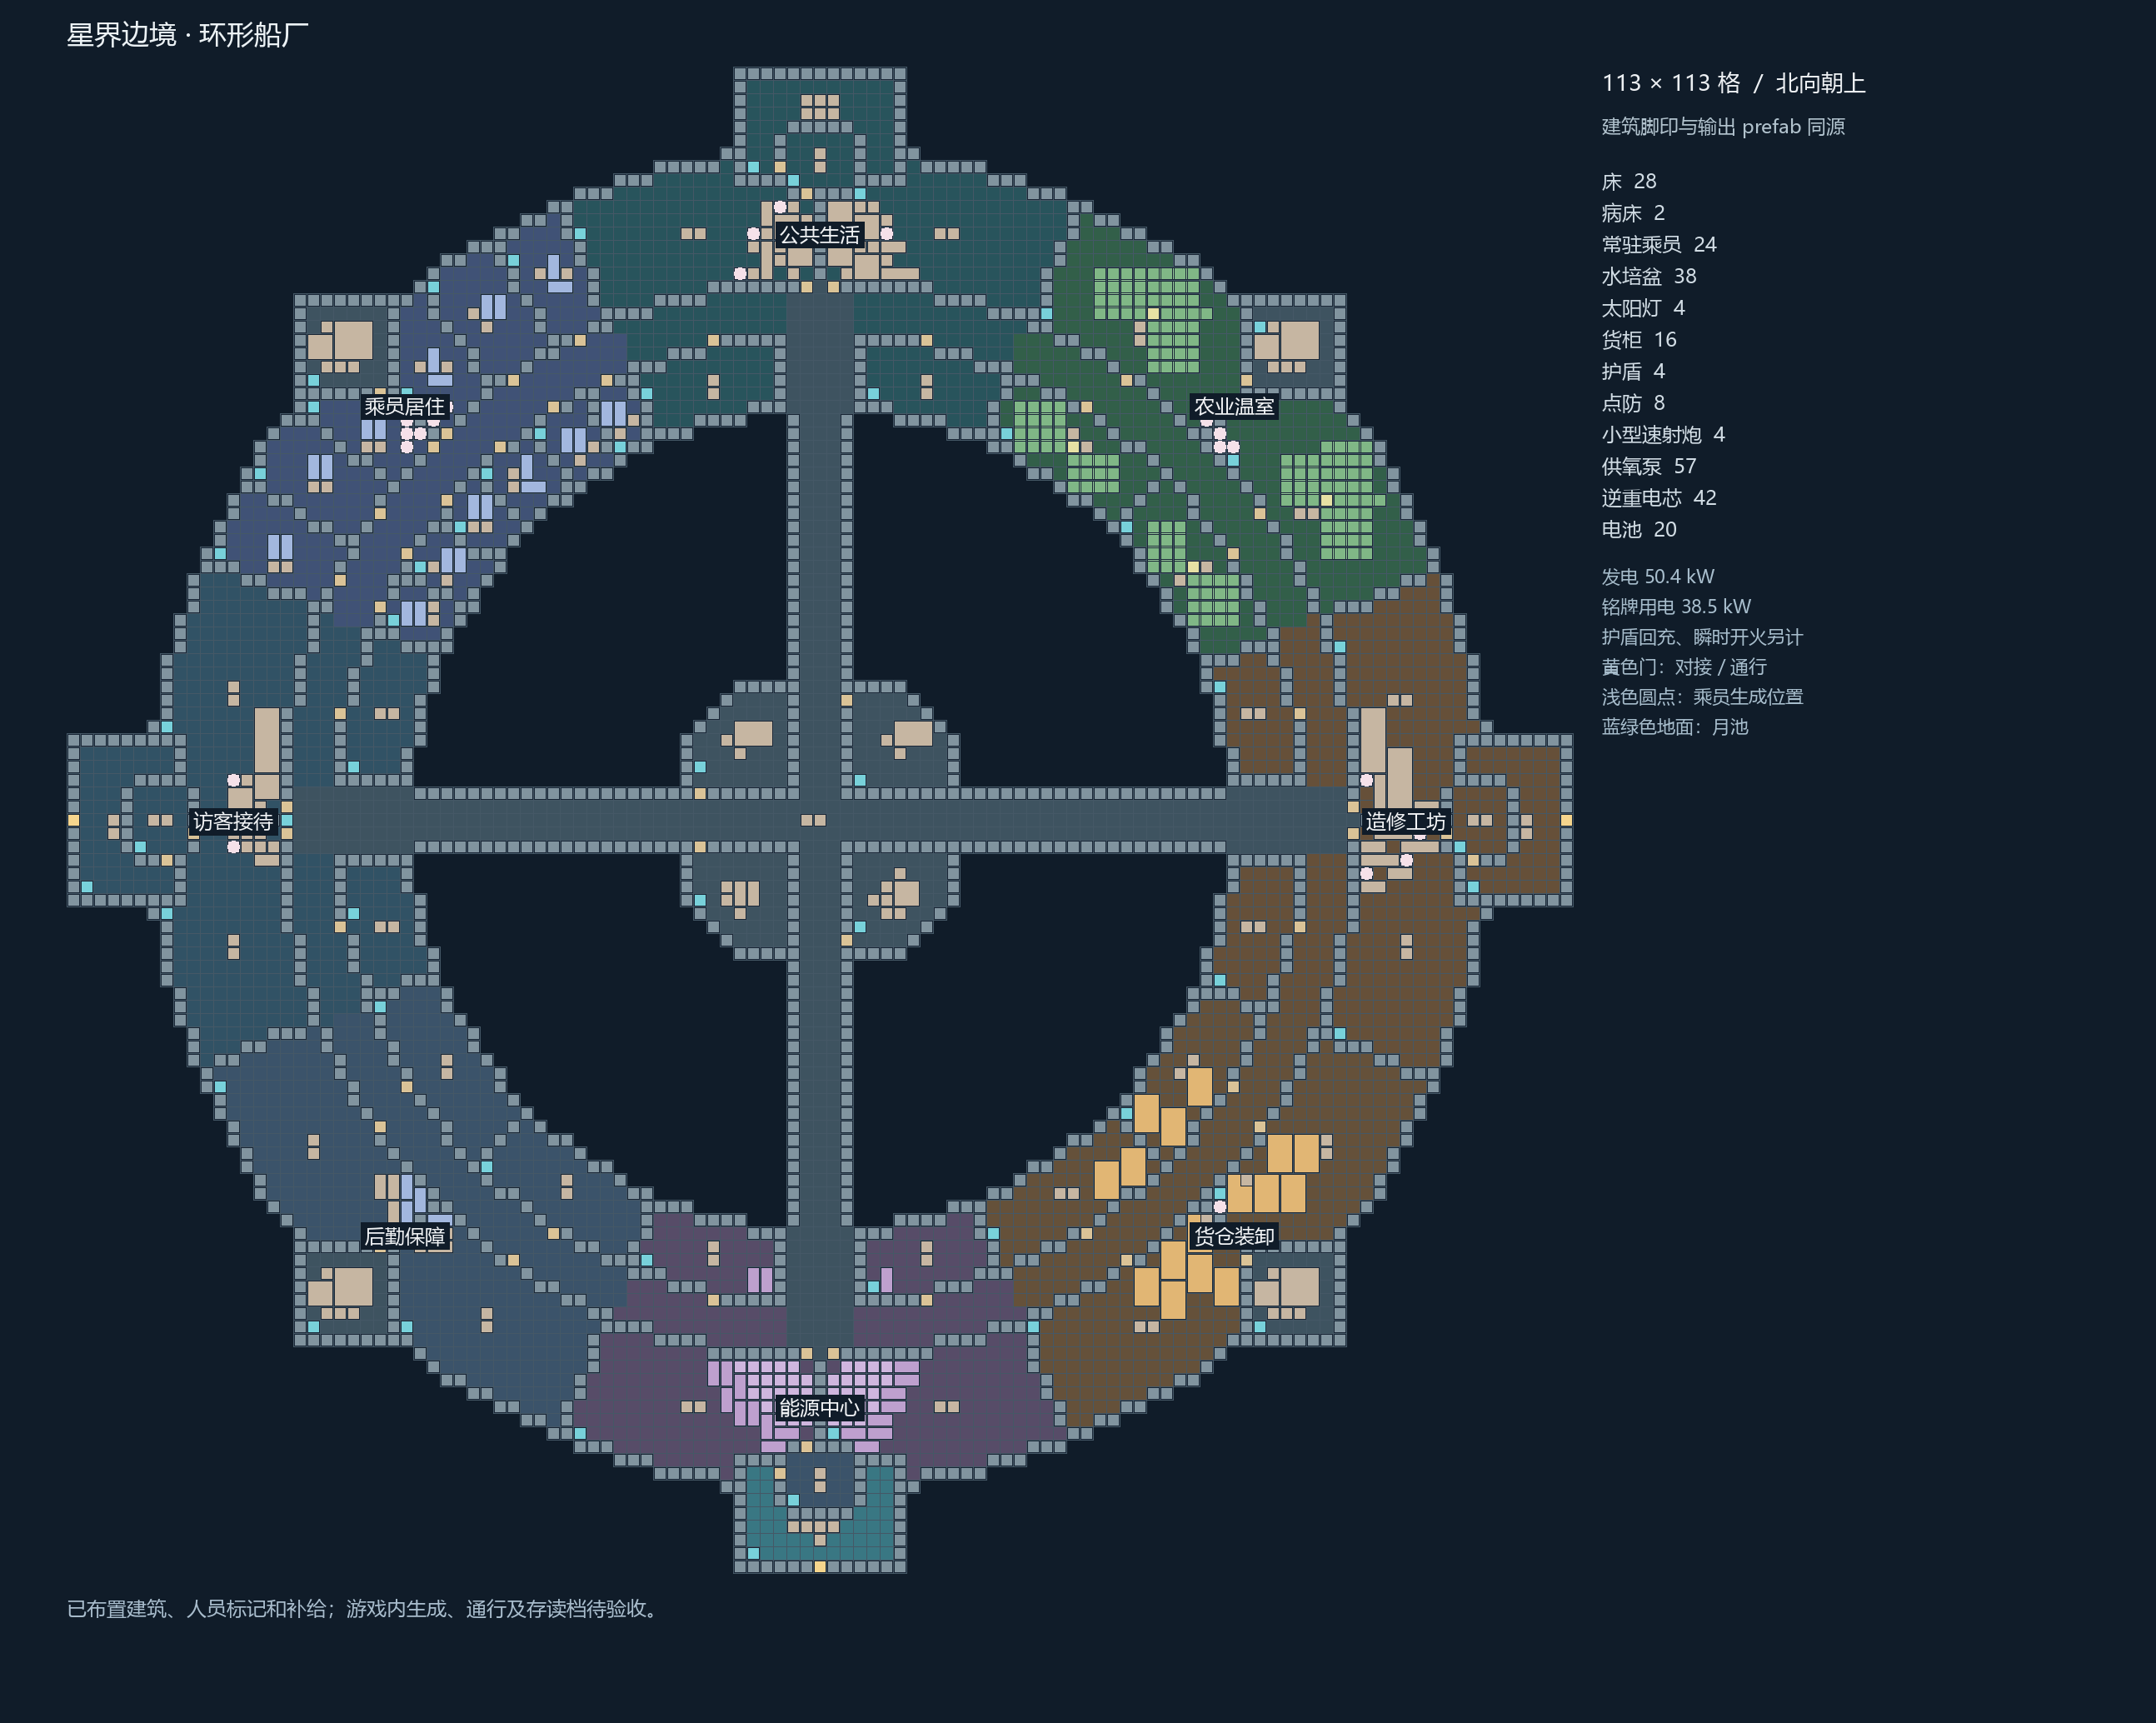 星界边境 · 环形船厂
113 × 113 格 / 北向朝上
建筑脚印与输出 prefab 同源
床 28
病床 2
常驻乘员 24
水培盆 38
太阳灯 4
货柜 16
护盾 4
点防 8
小型速射炮 4
供氧泵 57
逆重电芯 42
电池 20
发电 50.4 kW
铭牌用电 38.5 kW
护盾回充、瞬时开火另计
黄色门：对接 / 通行
浅色圆点：乘员生成位置
蓝绿色地面：月池
公共生活
乘员居住
农业温室
访客接待
造修工坊
后勤保障
货仓装卸
能源中心
已布置建筑、人员标记和补给；游戏内生成、通行及存读档待验收。